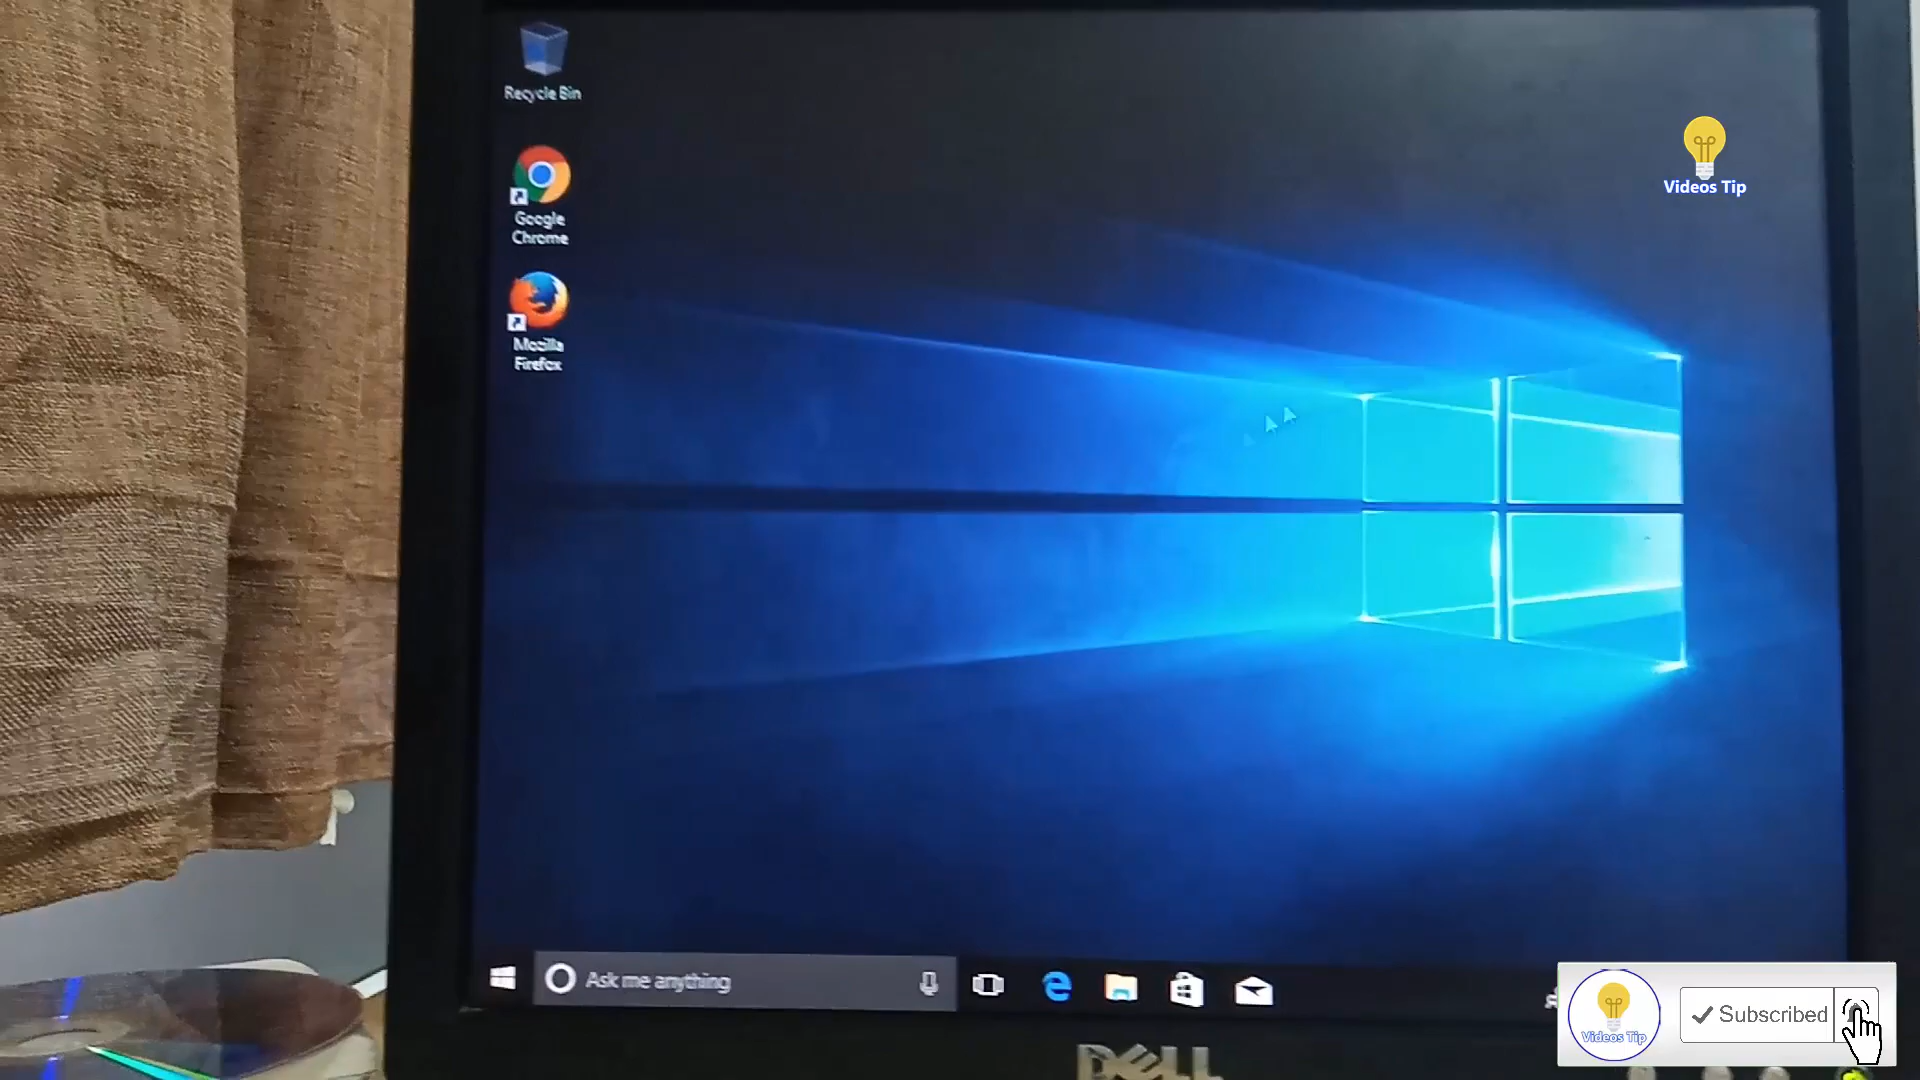 Recycle Bin
Google
Chrome
Mozilla
Firefox
Videos Tip
Ask me anything
DELL
Videos Tip
Subscribed